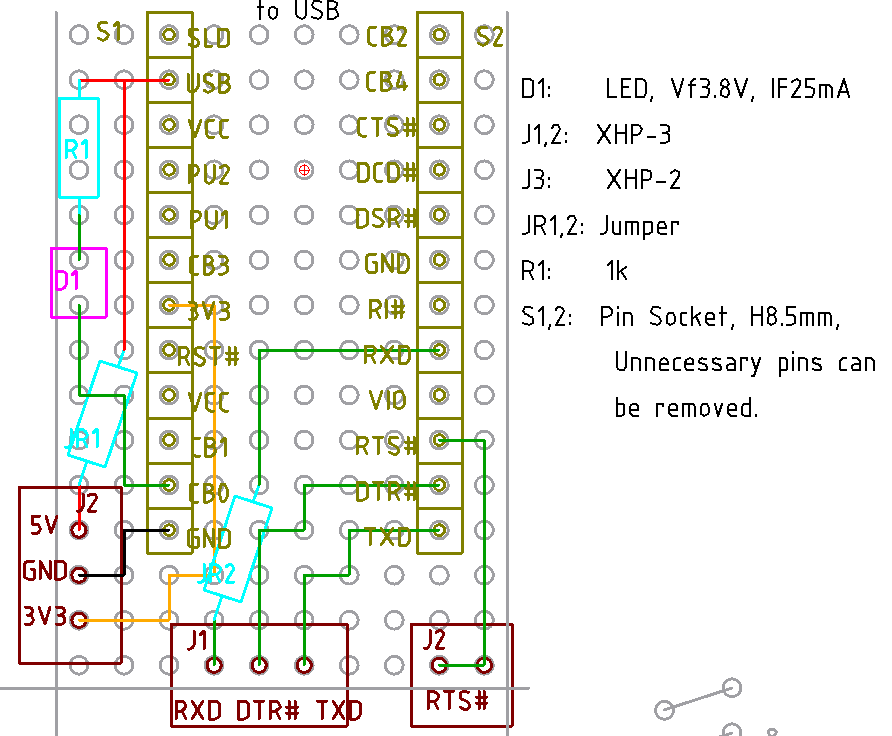 to USB
S1 SLD CB2 S2
USB CB4
D1: LED, Vf3.8V, IF25mA
VCC CTS#
J1,2: XHP-3
R1
PU2 DCD#
J3: XHP-2
PU1 DSR#
JR1,2: Jumper
CB3 GND
R1: 1k
D1
3V3 RI#
S1,2: Pin Socket, H8.5mm,
RST# RXD
Unnecessary pins can
VCC VIO
be removed.
JR1 CB1 RTS#
CB0 DTR#
J2
5V GND TXD
GND JR2
3V3
J1 J2
RXD DTR# TXD RTS#